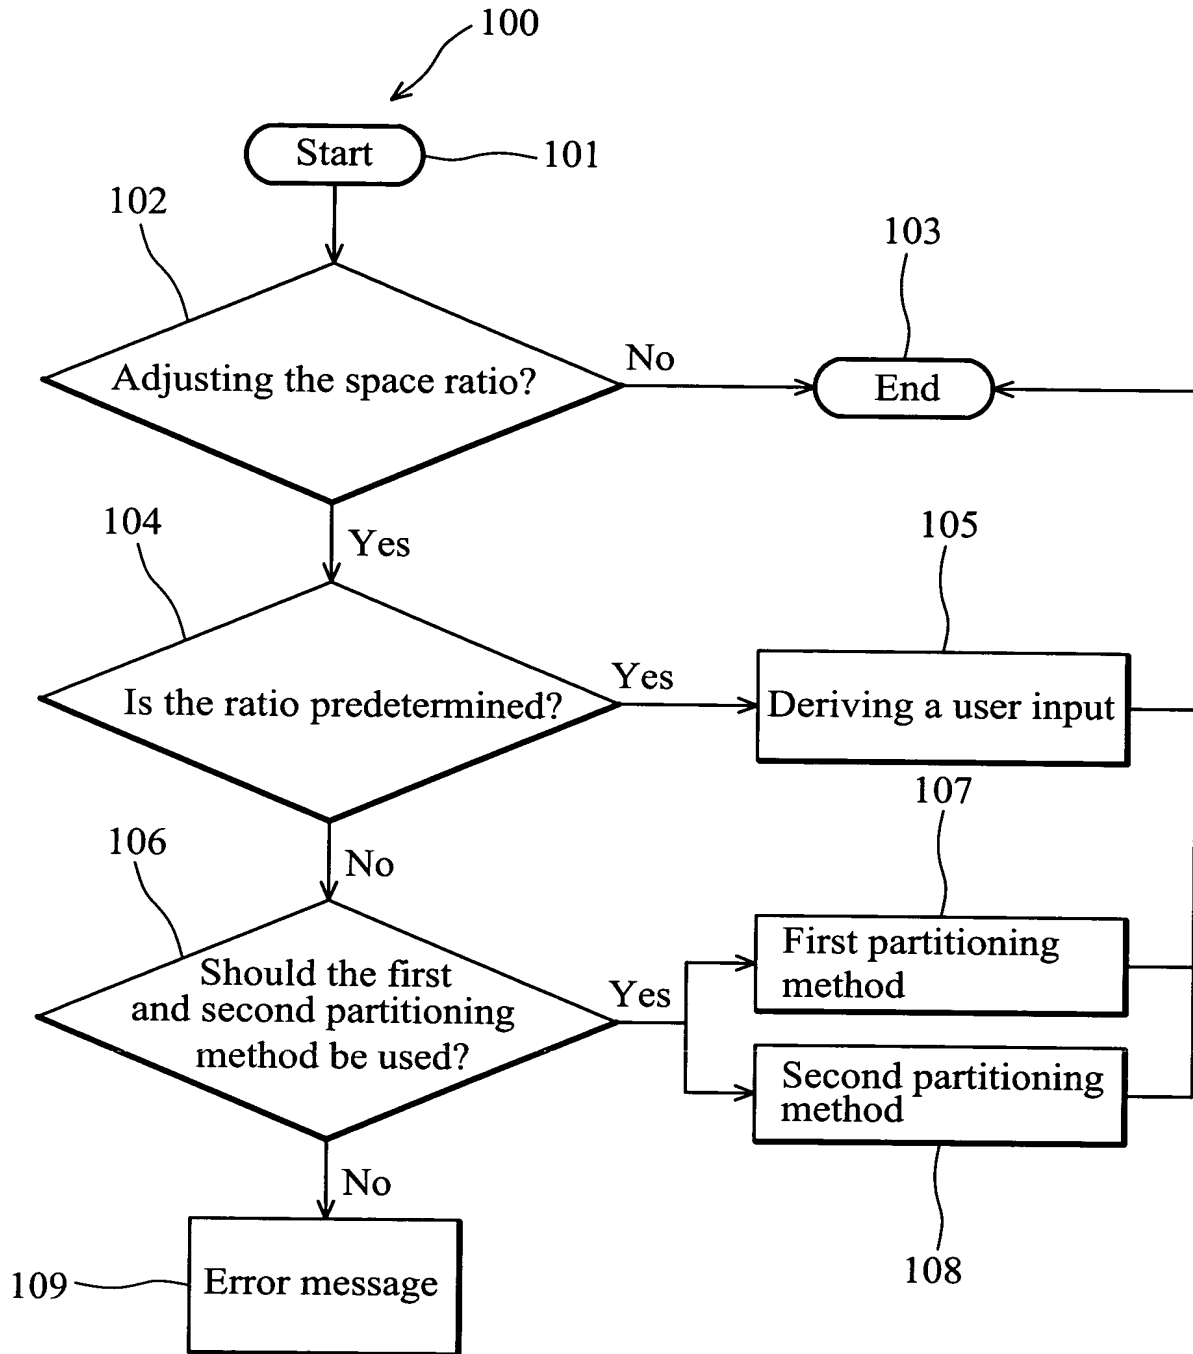 100
Start
101
102
103
Adjusting the space ratio?
No
End
104
Yes
105
Is the ratio predetermined?
Yes
Deriving a user input
107
106
No
First partitioning
method
Should the first
and second partitioning
method be used?
Yes
Second partitioning
method
No
108
109
Error message